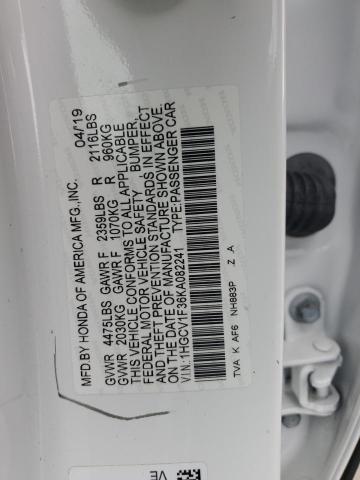 MFD.BY HONDA OF AMERICA MFG.,INC. 04/19
GVWR 4475LBS GAWR F 2359LBS R 2116LBS
GVWR 2030KG GAWR F 1070KG R 960KG
THIS VEHICLE CONFORMS TO ALL APPLICABLE
FEDERAL MOTOR VEHICLE SAFETY, BUMPER,
AND THEFT PREVENTION STANDARDS IN EFFECT
ON THE DATE OF MANUFACTURE SHOWN ABOVE.
V.I.N:1HGCV1F36KA082241 TYPE:PASSENGER CAR
TVA K AF6 NH883P Z A
VE